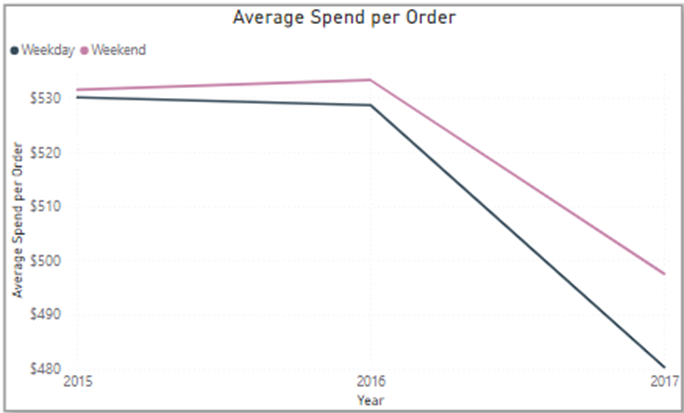 Average Spend per Order
Weekday Weekend
Average Spend per Order
$530
$520
$510
$500
$490
$480
2015 2016 2017
Year